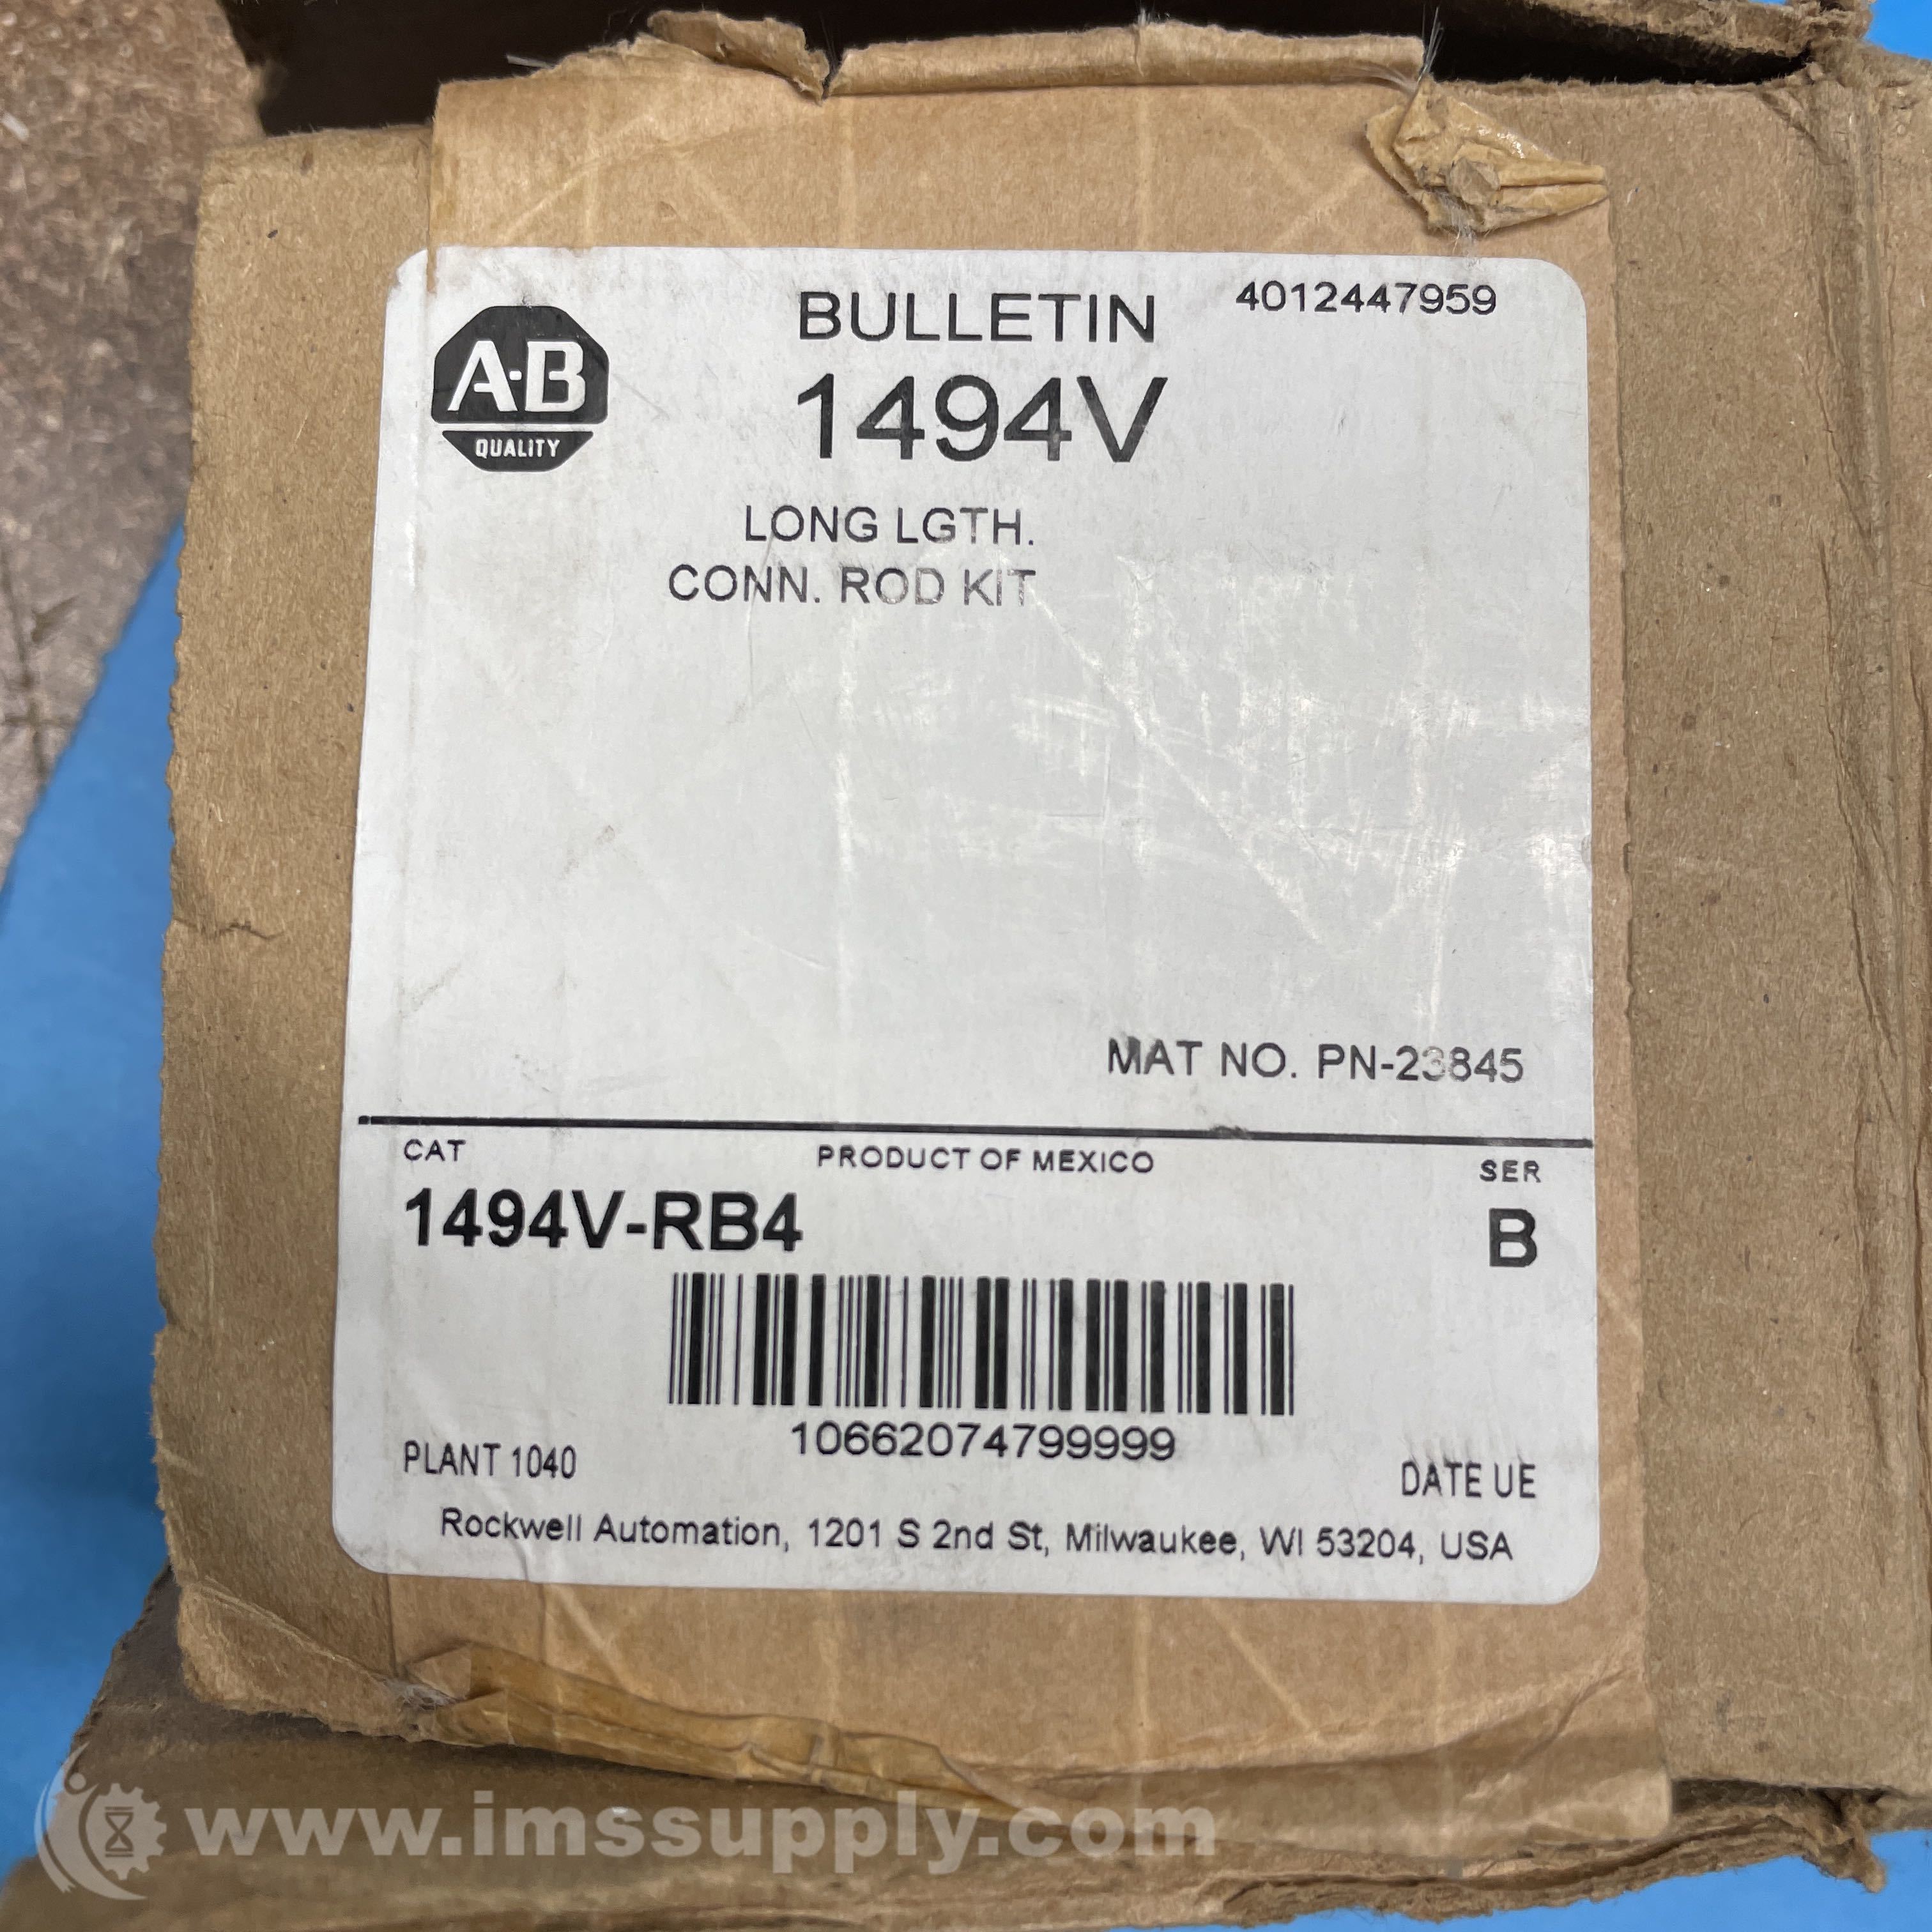 A-B
QUALITY
BULLETIN
4012447959
1494V
LONG LGTH.
CONN. ROD KIT
MAT NO. PN-23845
CAT
PRODUCT OF MEXICO
SER
1494V-RB4
B
10662074799999
PLANT 1040
DATE UE
Rockwell Automation, 1201 S 2nd St, Milwaukee, WI 53204, USA
www.imssupply.com